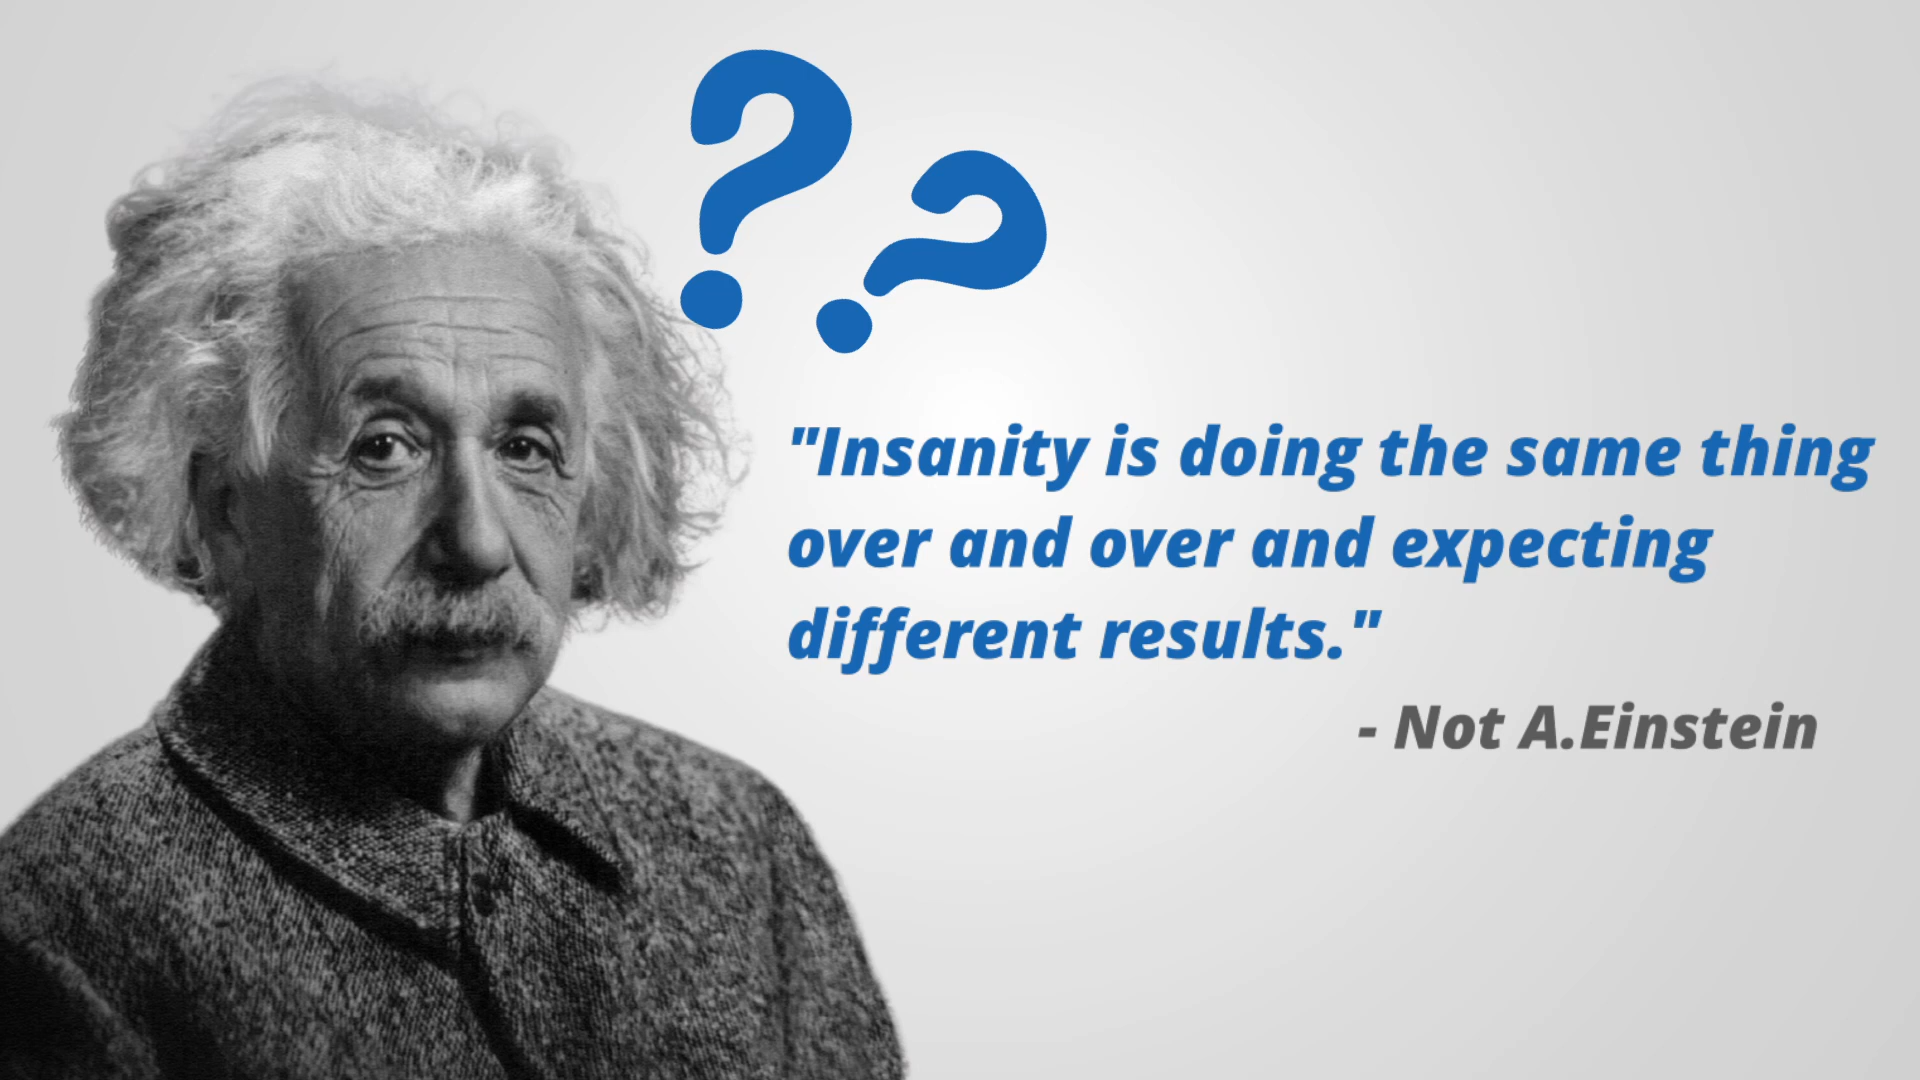 ??
"Insanity is doing the same thing
over and over and expecting
different results."
- Not A.Einstein